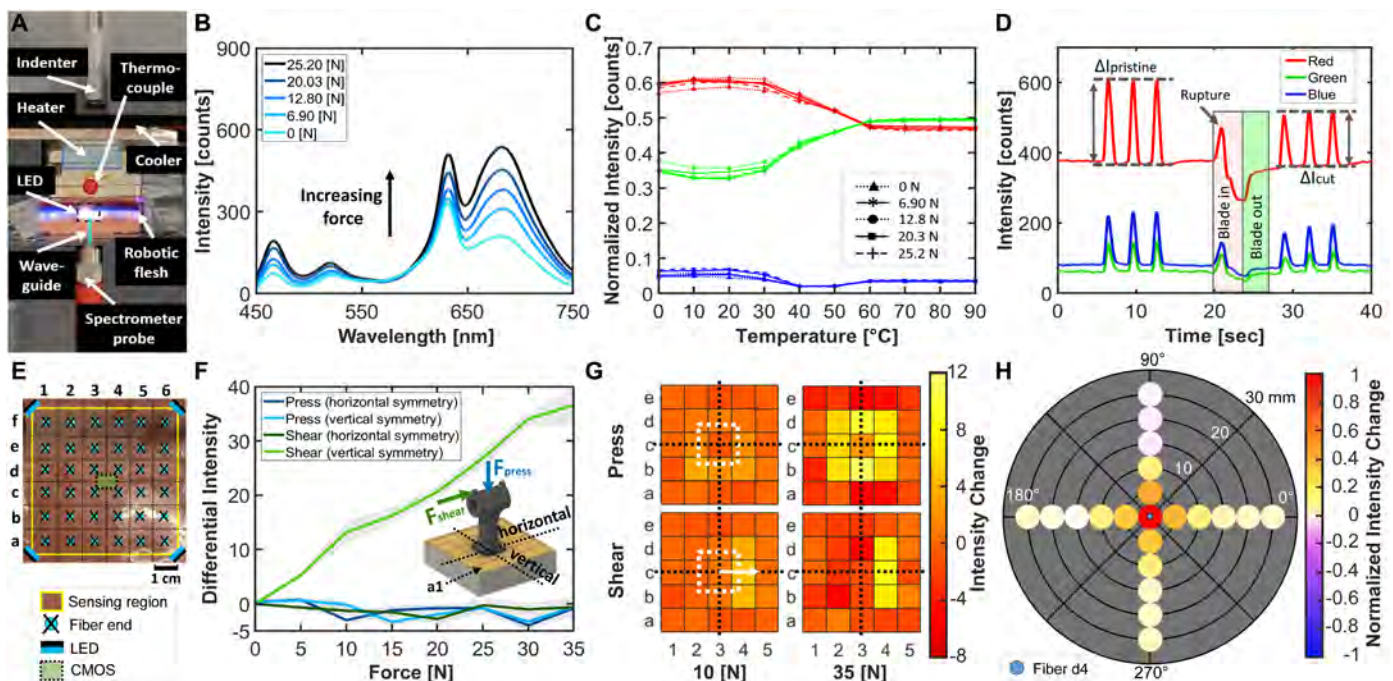 A
Indenter
Thermo-
couple
Heater
Cooler
LED
Robotic
flesh
Wave-
guide
Spectrometer
probe
B
900
600
300
0
Intensity [counts]
25.20 [N]
20.03 [N]
12.80 [N]
6.90 [N]
0 [N]
Increasing
force
450 550 650 750
Wavelength [nm]
C
0.7
0.6
0.5
0.4
0.3
0.2
0.1
0
Normalized Intensity [counts]
0 N
6.90 N
12.8 N
20.3 N
25.2 N
0 10 20 30 40 50 60 70 80 90
Temperature [°C]
D
600
400
200
0
Intensity [counts]
ΔIpristine
Red
Green
Blue
Rupture
ΔIcut
Blade in
Blade out
0 10 20 30 40
Time [sec]
E
1 2 3 4 5 6
f
e
d
c
b
a
1 cm
Sensing region
Fiber end
LED
CMOS
F
40
30
20
10
0
-5
Differential Intensity
Press (horizontal symmetry)
Press (vertical symmetry)
Shear (horizontal symmetry)
Shear (vertical symmetry)
Fpress
Fshear
horizontal
vertical
a1
0 5 10 15 20 25 30 35
Force [N]
G
Press
e
d
c
b
a
Shear
e
d
c
b
a
1 2 3 4 5
1 2 3 4 5
10 [N]
35 [N]
12
8
4
0
-4
-8
Intensity Change
H
90°
30 mm
20
10
180°
0°
270°
Fiber d4
1
0.8
0.6
0.4
0.2
0
-0.2
-0.4
-0.6
-0.8
-1
Normalized Intensity Change